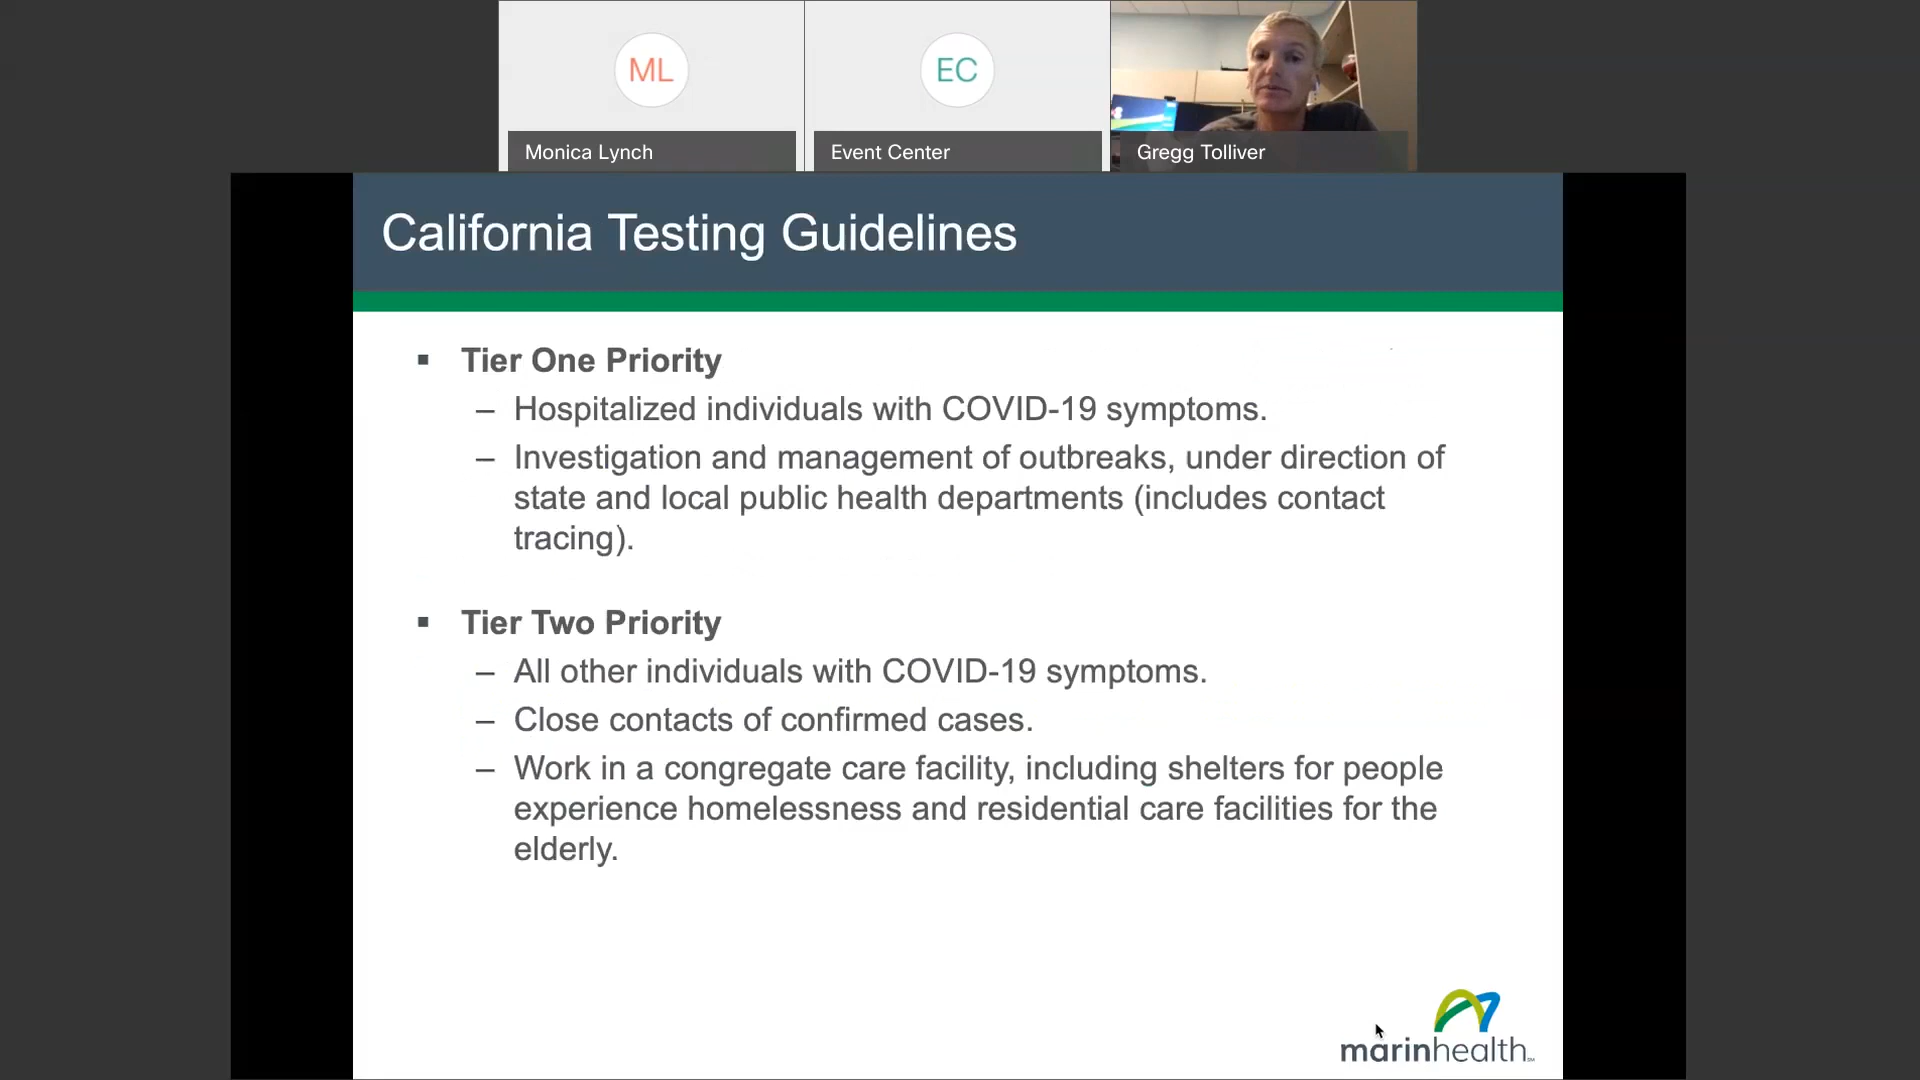 ML
EC
Monica Lynch
Event Center
Gregg Tolliver
California Testing Guidelines
▪ Tier One Priority
– Hospitalized individuals with COVID-19 symptoms.
– Investigation and management of outbreaks, under direction of
state and local public health departments (includes contact
tracing).
▪ Tier Two Priority
– All other individuals with COVID-19 symptoms.
– Close contacts of confirmed cases.
– Work in a congregate care facility, including shelters for people
experience homelessness and residential care facilities for the
elderly.
marinhealth℠